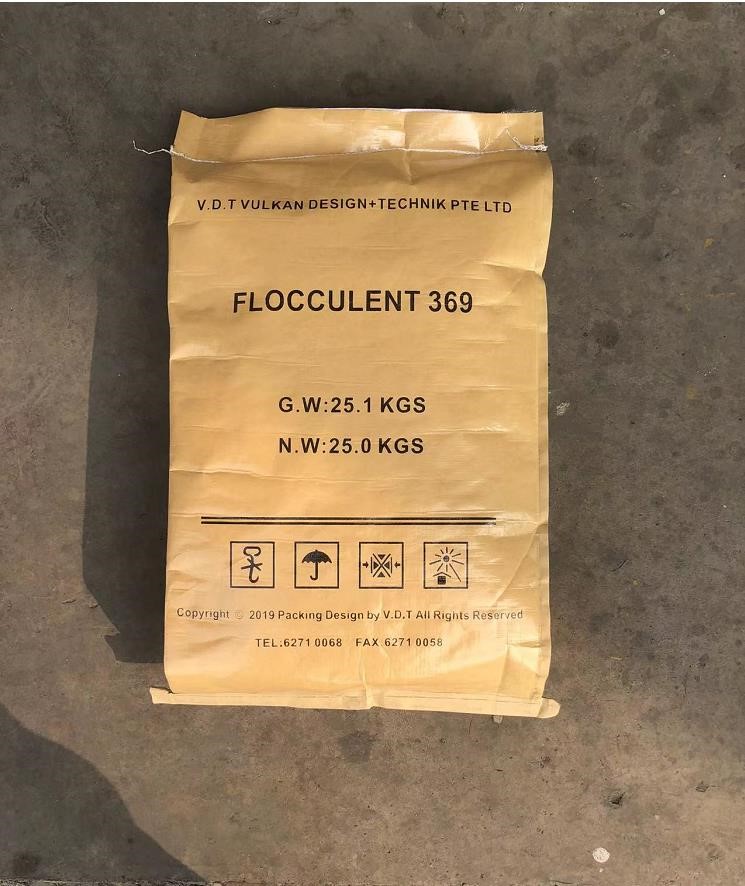 V.D.T VULKAN DESIGN+TECHNIK PTE LTD
FLOCCULENT 369
G.W:25.1 KGS
N.W:25.0 KGS
Copyright © 2019 Packing Design by V.D.T All Rights Reserved
TEL:6271 0068 FAX:6271 0058